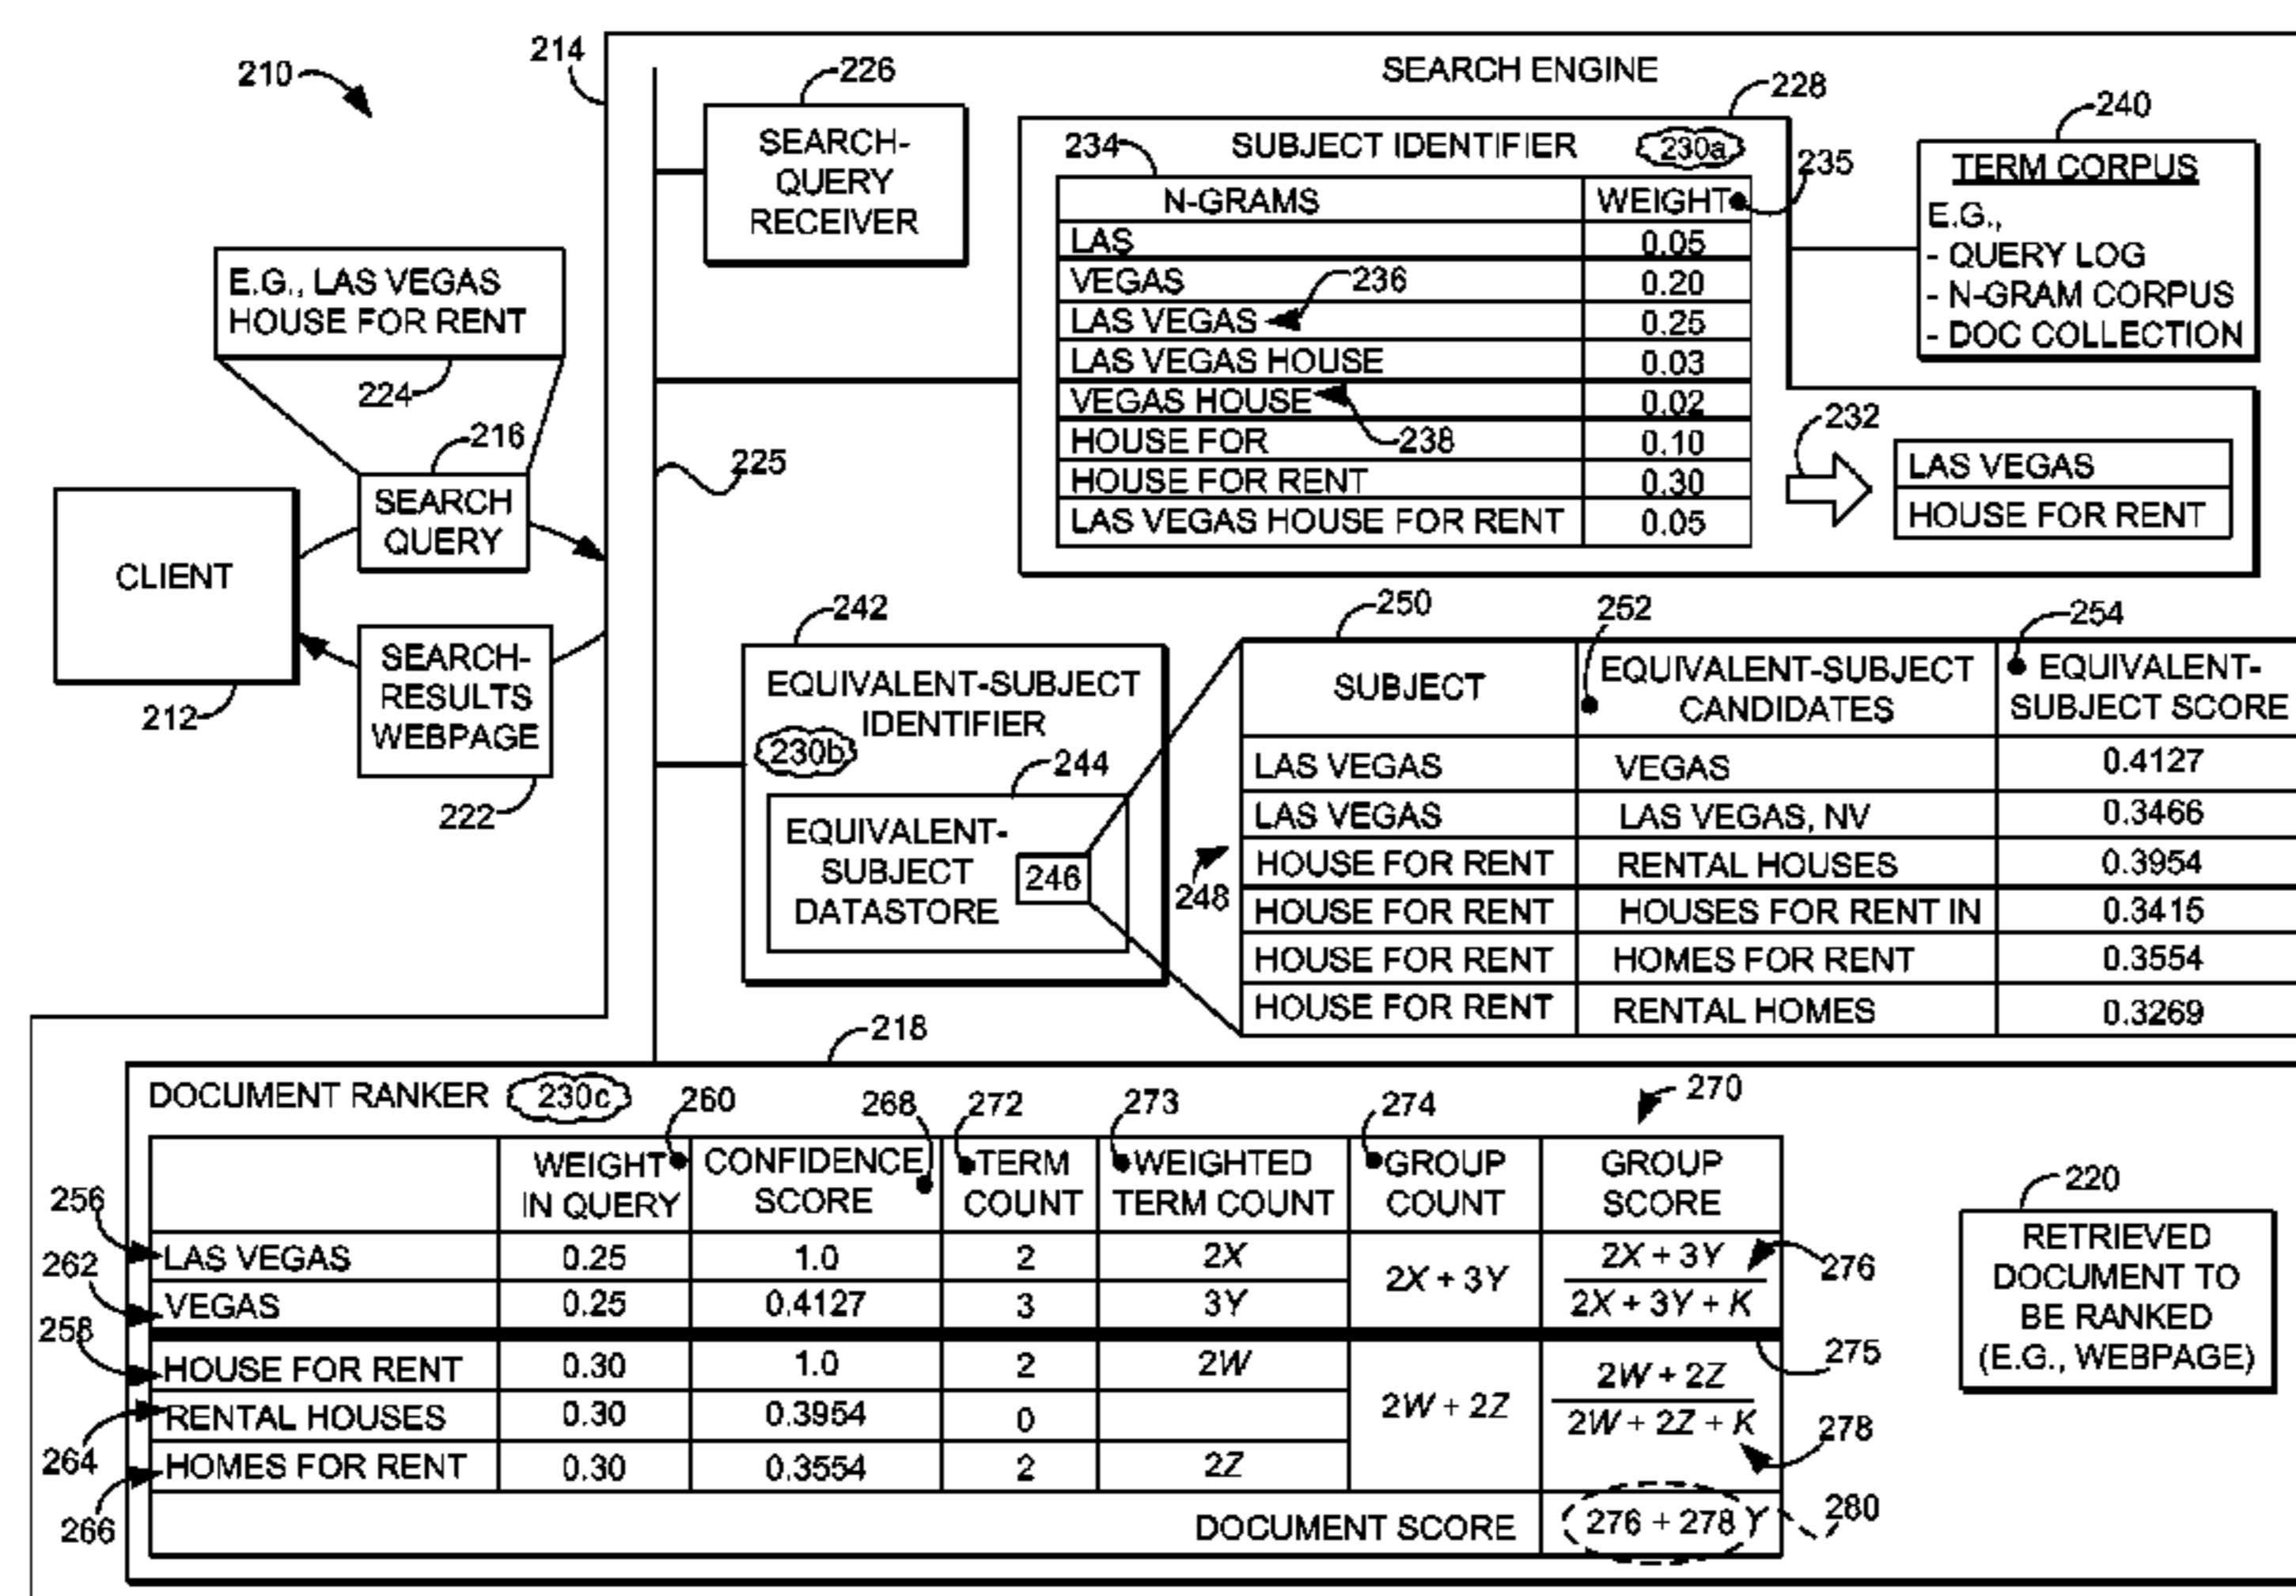 210
214
SEARCH ENGINE
226
SEARCH-
QUERY
RECEIVER
228
234
SUBJECT IDENTIFIER
230a
235
N-GRAMS WEIGHT
LAS 0.05
VEGAS 0.20
236
LAS VEGAS 0.25
LAS VEGAS HOUSE 0.03
VEGAS HOUSE 0.02
238
HOUSE FOR 0.10
HOUSE FOR RENT 0.30
LAS VEGAS HOUSE FOR RENT 0.05
240
TERM CORPUS
E.G.,
- QUERY LOG
- N-GRAM CORPUS
- DOC COLLECTION
232
LAS VEGAS
HOUSE FOR RENT
E.G., LAS VEGAS
HOUSE FOR RENT
224
216
SEARCH
QUERY
225
CLIENT
212
SEARCH-
RESULTS
WEBPAGE
222
242
EQUIVALENT-SUBJECT
IDENTIFIER
230b
244
EQUIVALENT-
SUBJECT
DATASTORE
246
248
250
252
254
SUBJECT
EQUIVALENT-SUBJECT
CANDIDATES
EQUIVALENT-
SUBJECT SCORE
LAS VEGAS VEGAS 0.4127
LAS VEGAS LAS VEGAS, NV 0.3466
HOUSE FOR RENT RENTAL HOUSES 0.3954
HOUSE FOR RENT HOUSES FOR RENT IN 0.3415
HOUSE FOR RENT HOMES FOR RENT 0.3554
HOUSE FOR RENT RENTAL HOMES 0.3269
218
DOCUMENT RANKER
230c
260
268
272
273
274
270
WEIGHT
IN QUERY
CONFIDENCE
SCORE
TERM
COUNT
WEIGHTED
TERM COUNT
GROUP
COUNT
GROUP
SCORE
256
LAS VEGAS 0.25 1.0 2 2X
262
VEGAS 0.25 0.4127 3 3Y
2X + 3Y
2X + 3Y
2X + 3Y + K
276
275
258
HOUSE FOR RENT 0.30 1.0 2 2W
264
RENTAL HOUSES 0.30 0.3954 0
266
HOMES FOR RENT 0.30 0.3554 2 2Z
2W + 2Z
2W + 2Z
2W + 2Z + K
278
DOCUMENT SCORE 276 + 278
280
220
RETRIEVED
DOCUMENT TO
BE RANKED
(E.G., WEBPAGE)